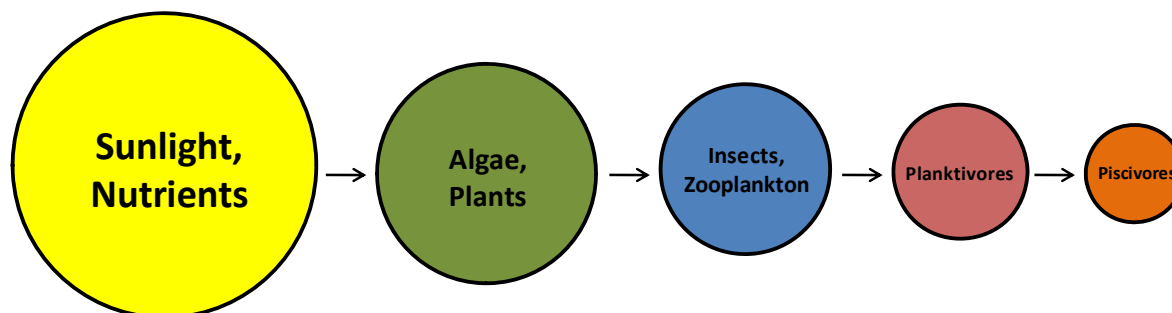 Sunlight,
Nutrients
Algae,
Plants
Insects,
Zooplankton
Planktivores
Piscivores